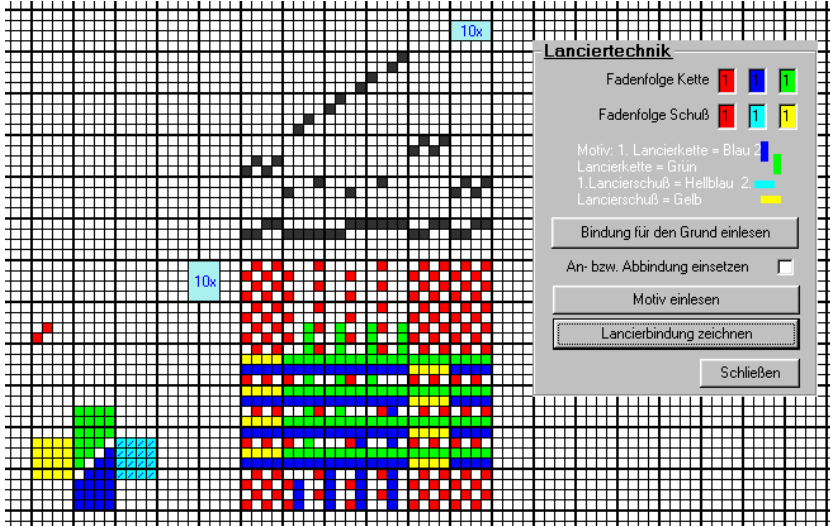 10x
Lanciertechnik
Fadenfolge Kette 1 1 1
Fadenfolge Schuß 1 1 1
Motiv: 1. Lancierkette = Blau 2.
Lancierkette = Grün
1.Lancierschuß = Hellblau 2.
Lancierschuß = Gelb
Bindung für den Grund einlesen
An- bzw. Abbindung einsetzen
Motiv einlesen
Lancierbindung zeichnen
Schließen
10x